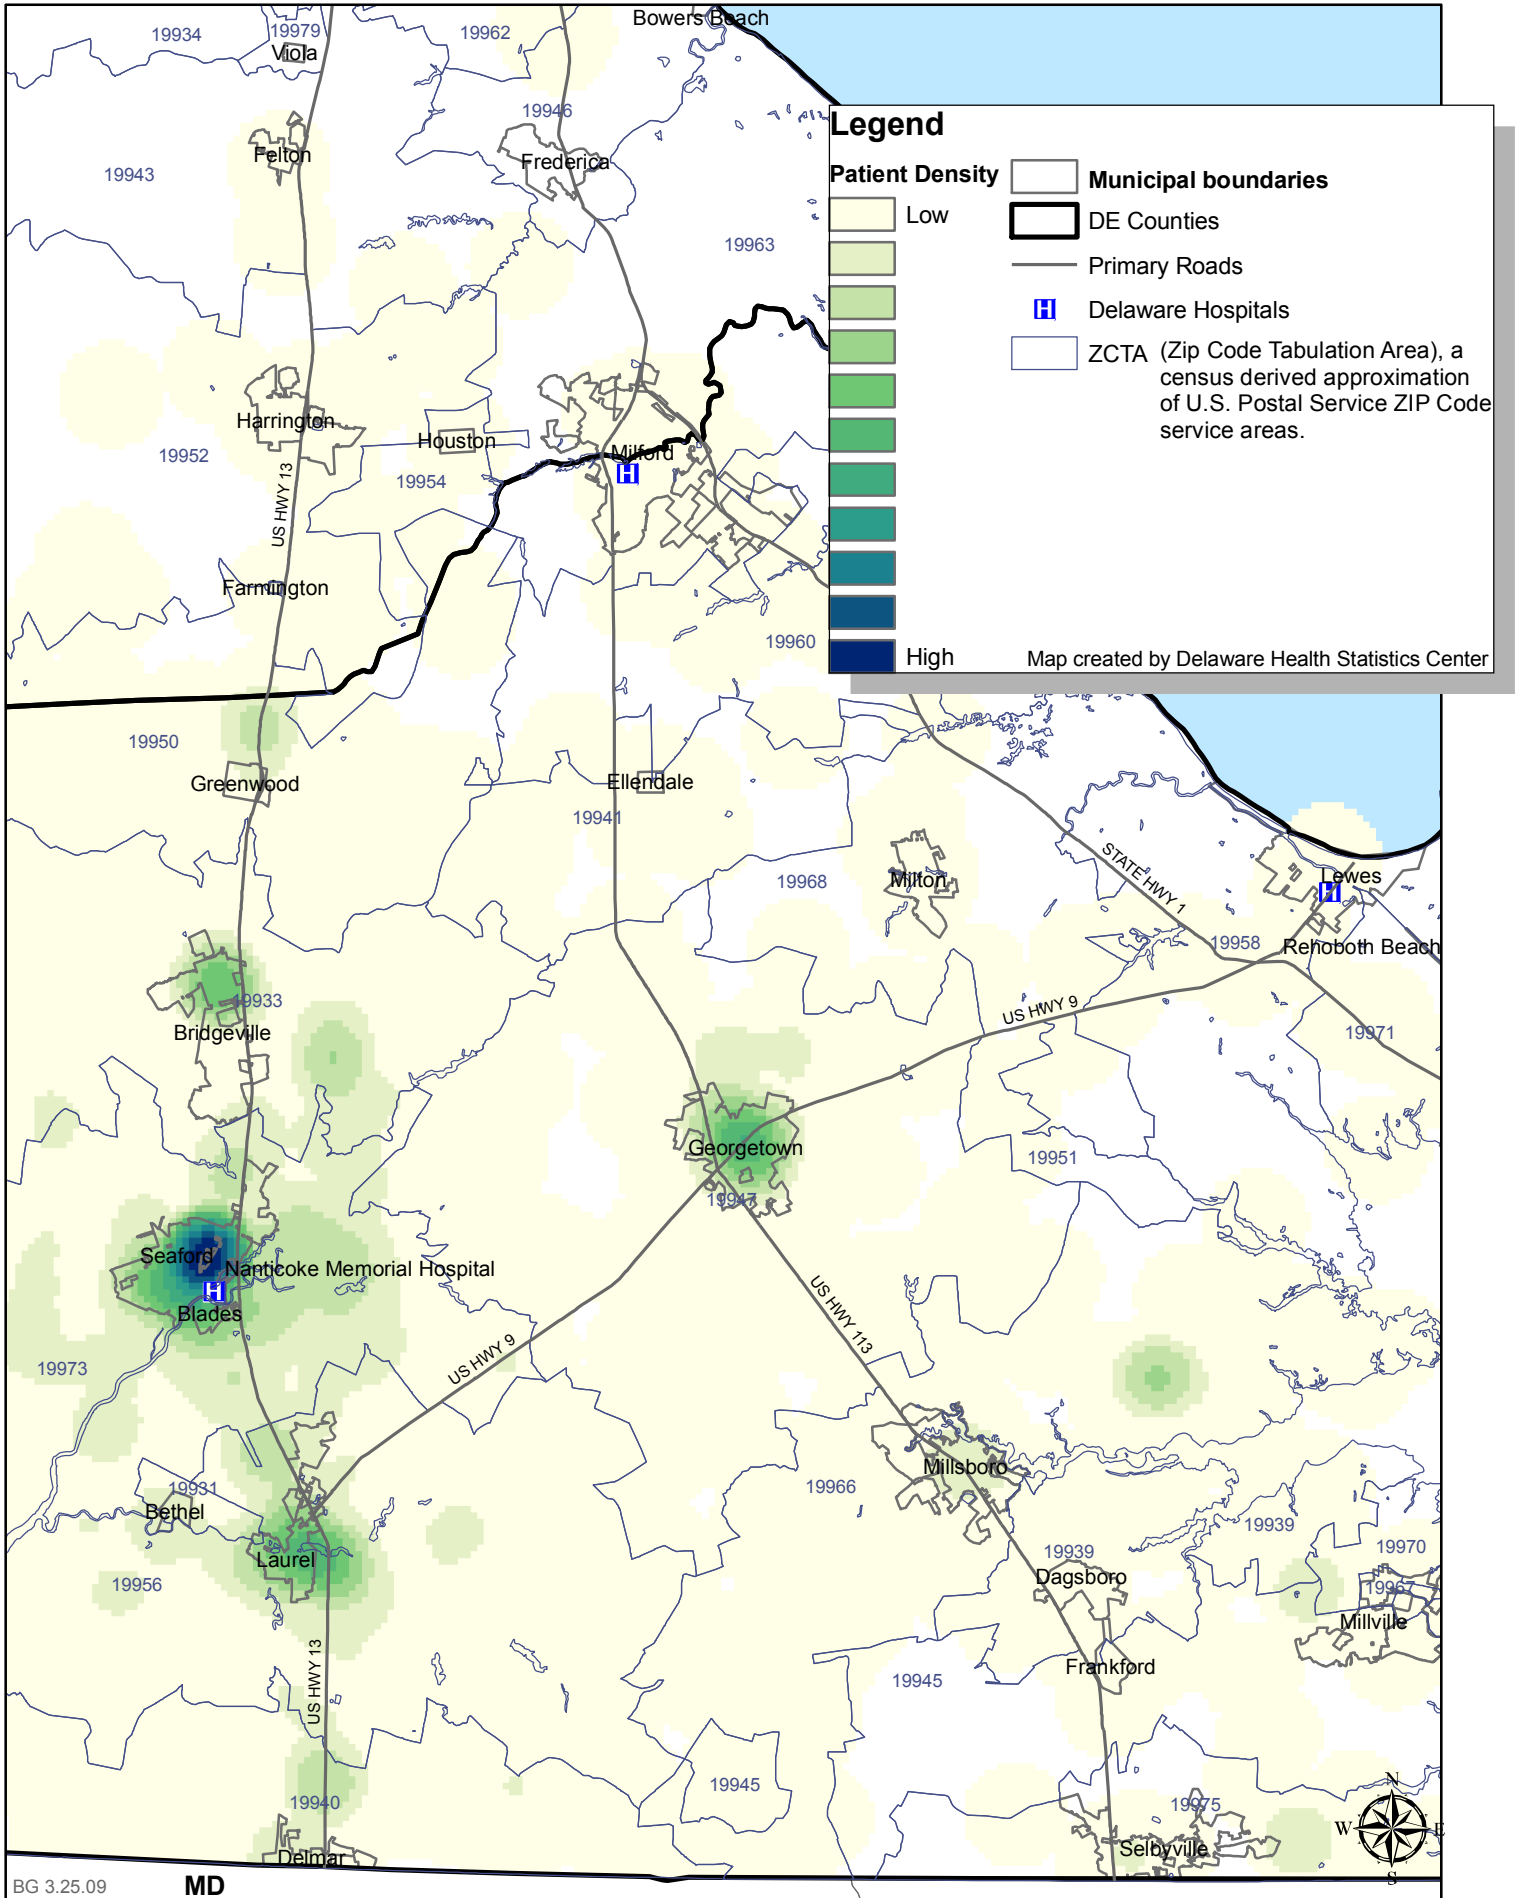 Bowers Beach
19934
19979
19962
Viola
19946
Felton
Frederica
19943
19963
Legend
Patient Density
Low
High
Municipal boundaries
DE Counties
Primary Roads
H
Delaware Hospitals
ZCTA
(Zip Code Tabulation Area), a
census derived approximation
of U.S. Postal Service ZIP Code
service areas.
Map created by Delaware Health Statistics Center
Harrington
Houston
Milford
H
19952
19954
US HWY 13
Farmington
19960
19950
Greenwood
Ellendale
19941
19968
Milton
STATE HWY 1
Lewes
H
19958
Rehoboth Beach
19933
Bridgeville
US HWY 9
19971
Georgetown
19951
19947
Seaford
Nanticoke Memorial Hospital
H
Blades
US HWY 113
US HWY 9
19973
19931
Bethel
Millsboro
19966
Laurel
19956
19939
19939
19970
Dagsboro
19967
Millville
US HWY 13
Frankford
19945
19945
19940
19975
N
W
E
S
Delmar
Selbyville
BG 3.25.09
MD